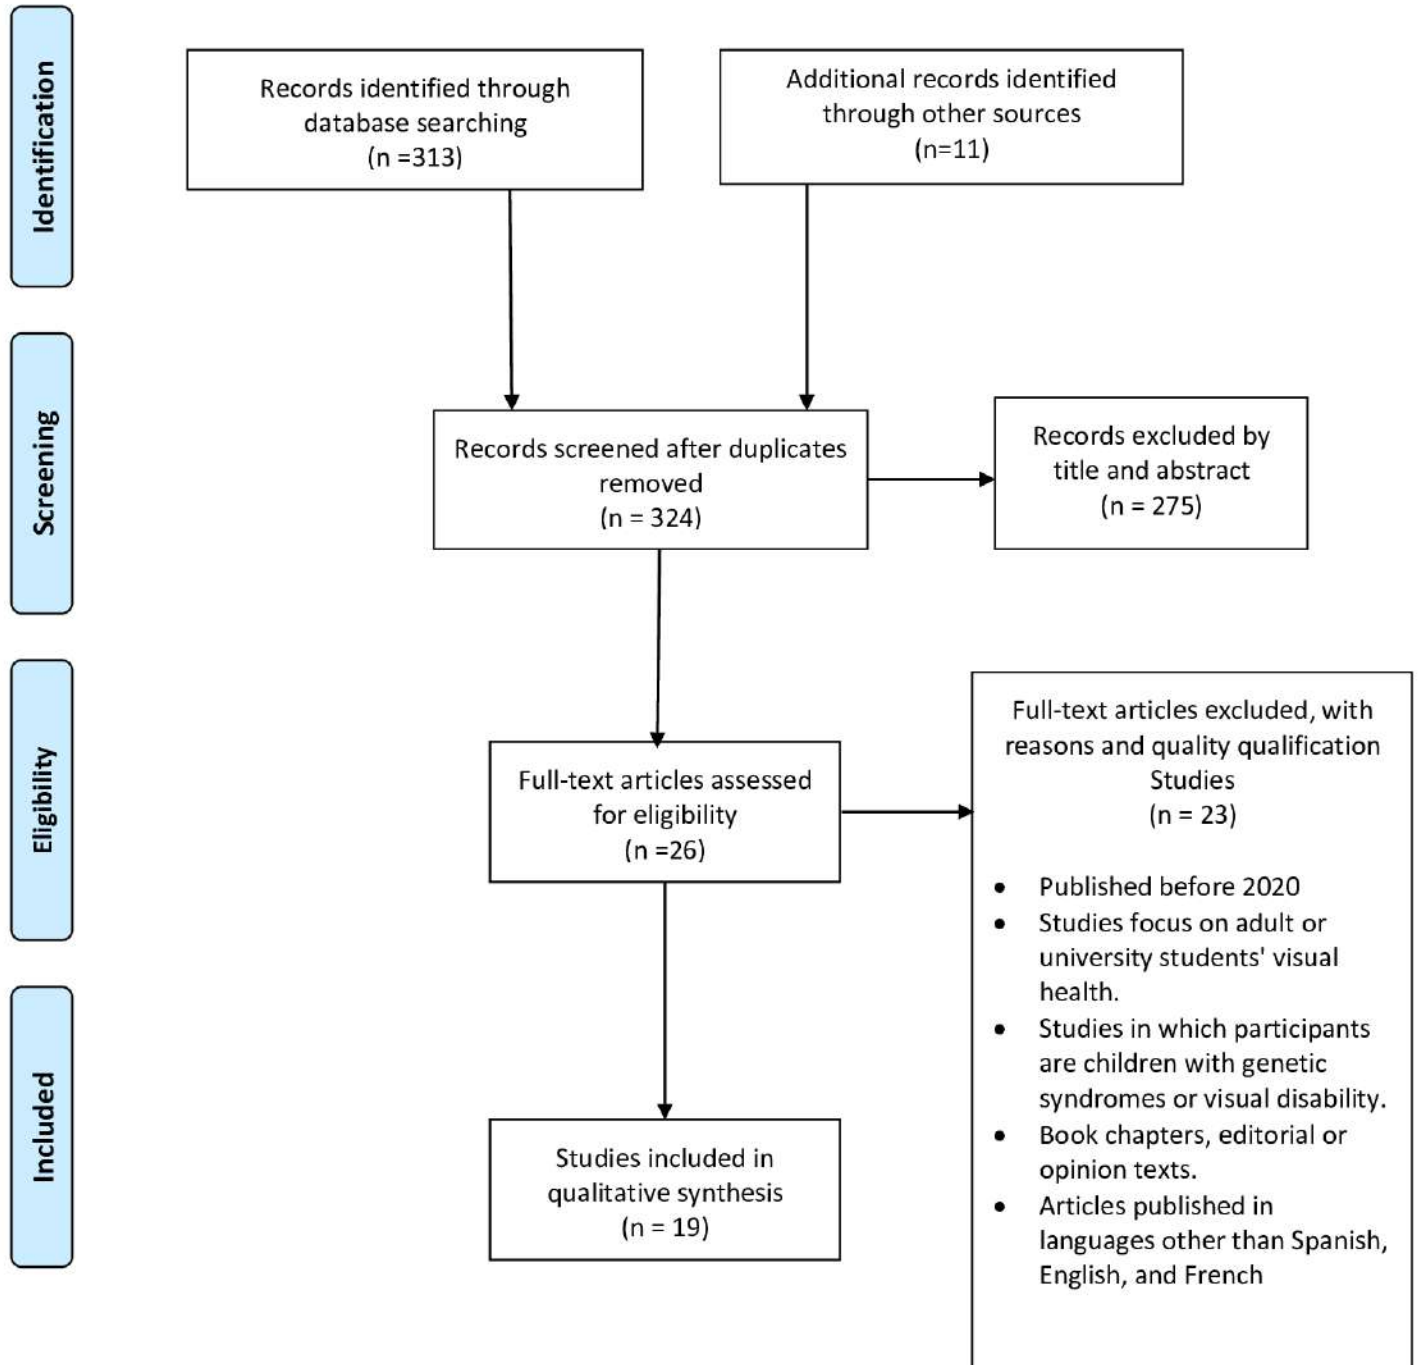 Identification
Records identified through
database searching
(n =313)
Additional records identified
through other sources
(n=11)
Screening
Records screened after duplicates
removed
(n = 324)
Records excluded by
title and abstract
(n = 275)
Eligibility
Full-text articles assessed
for eligibility
(n =26)
Full-text articles excluded, with
reasons and quality qualification
Studies
(n = 23)
• Published before 2020
• Studies focus on adult or
university students' visual
health.
• Studies in which participants
are children with genetic
syndromes or visual disability.
• Book chapters, editorial or
opinion texts.
• Articles published in
languages other than Spanish,
English, and French
Included
Studies included in
qualitative synthesis
(n = 19)